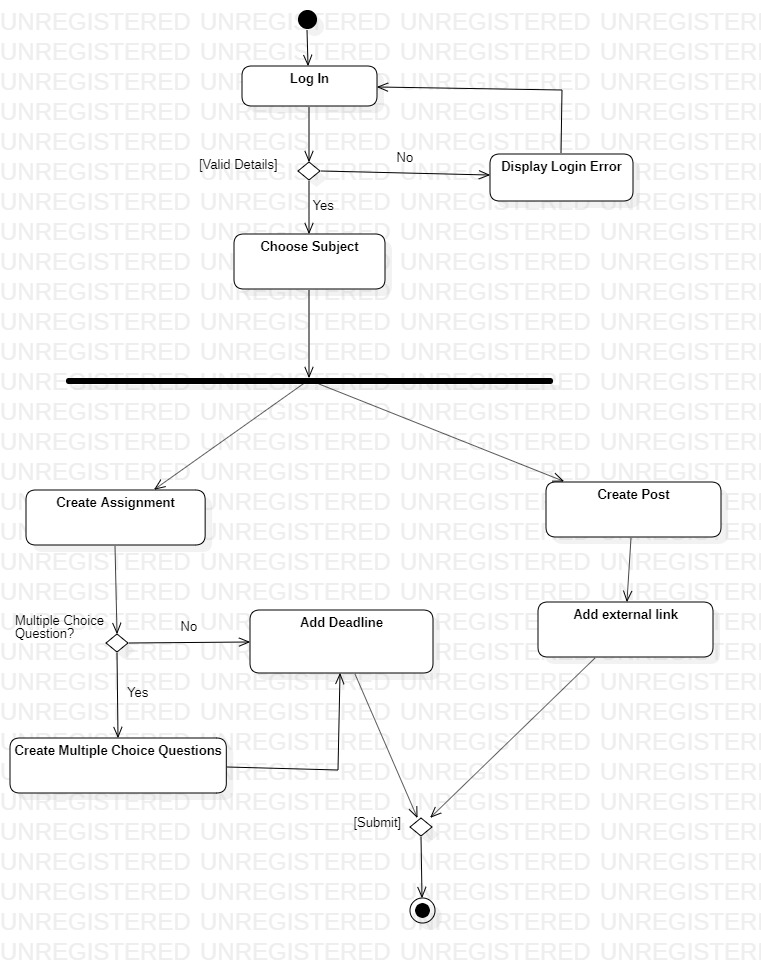 Log In
[Valid Details]
No
Display Login Error
Yes
Choose Subject
Create Assignment
Create Post
Multiple Choice
Question?
No
Add Deadline
Add external link
Yes
Create Multiple Choice Questions
[Submit]
UNREGISTERED